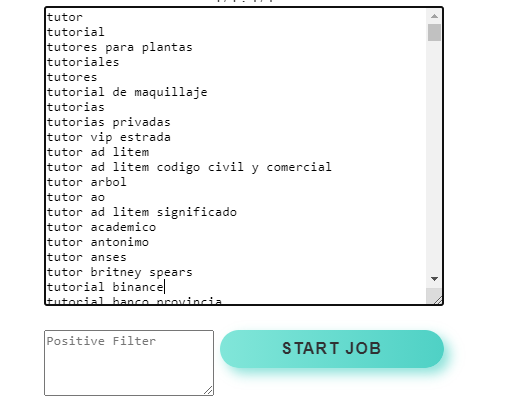 tutor
tutorial
tutores para plantas
tutoriales
tutores
tutorial de maquillaje
tutorias
tutorias privadas
tutor vip estrada
tutor ad litem
tutor ad litem codigo civil y comercial
tutor arbol
tutor ao
tutor ad litem significado
tutor academico
tutor antonimo
tutor anses
tutor britney spears
tutorial binance
tutorial banco provincia
Positive Filter
START JOB